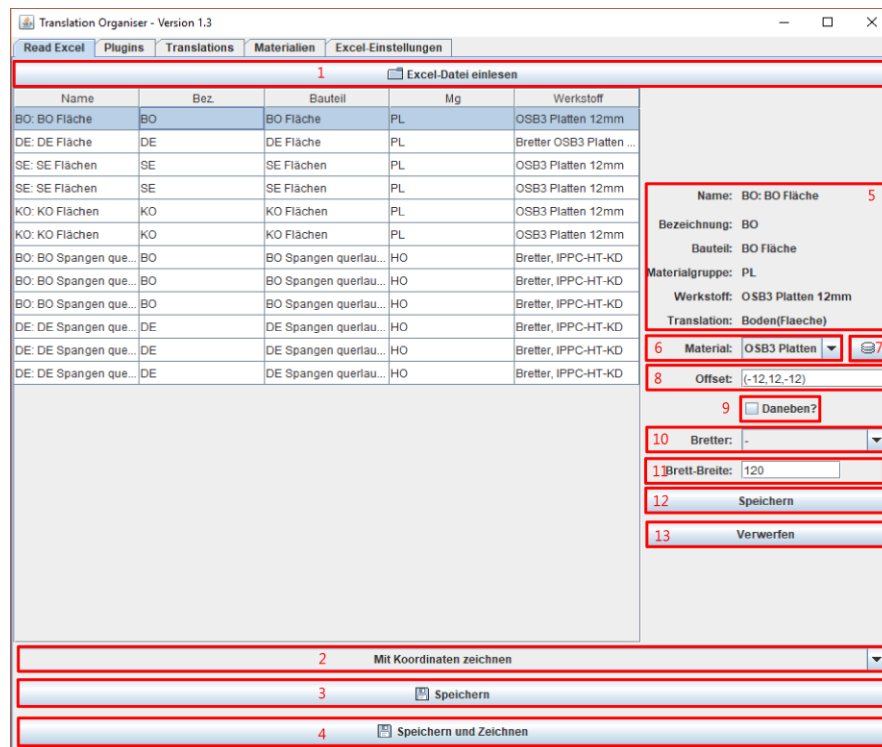 Translation Organiser - Version 1.3
Read Excel Plugins Translations Materialien Excel-Einstellungen
1 Excel-Datei einlesen
Name Bez. Bauteil Mg Werkstoff
BO: BO Fläche BO BO Fläche PL OSB3 Platten 12mm
DE: DE Fläche DE DE Fläche PL Bretter OSB3 Platten ...
SE: SE Flächen SE SE Flächen PL OSB3 Platten 12mm
SE: SE Flächen SE SE Flächen PL OSB3 Platten 12mm
KO: KO Flächen KO KO Flächen PL OSB3 Platten 12mm
KO: KO Flächen KO KO Flächen PL OSB3 Platten 12mm
BO: BO Spangen que... BO BO Spangen querlau... HO Bretter, IPPC-HT-KD
BO: BO Spangen que... BO BO Spangen querlau... HO Bretter, IPPC-HT-KD
BO: BO Spangen que... BO BO Spangen querlau... HO Bretter, IPPC-HT-KD
DE: DE Spangen que... DE DE Spangen querlau... HO Bretter, IPPC-HT-KD
DE: DE Spangen que... DE DE Spangen querlau... HO Bretter, IPPC-HT-KD
DE: DE Spangen que... DE DE Spangen querlau... HO Bretter, IPPC-HT-KD
Name: BO: BO Fläche 5
Bezeichnung: BO
Bauteil: BO Fläche
Materialgruppe: PL
Werkstoff: OSB3 Platten 12mm
Translation: Boden(Flaeche)
6 Material: OSB3 Platten 7
8 Offset: (-12,12,-12)
9 Daneben?
10 Bretter: -
11 Brett-Breite: 120
12 Speichern
13 Verwerfen
2 Mit Koordinaten zeichnen
3 Speichern
4 Speichern und Zeichnen